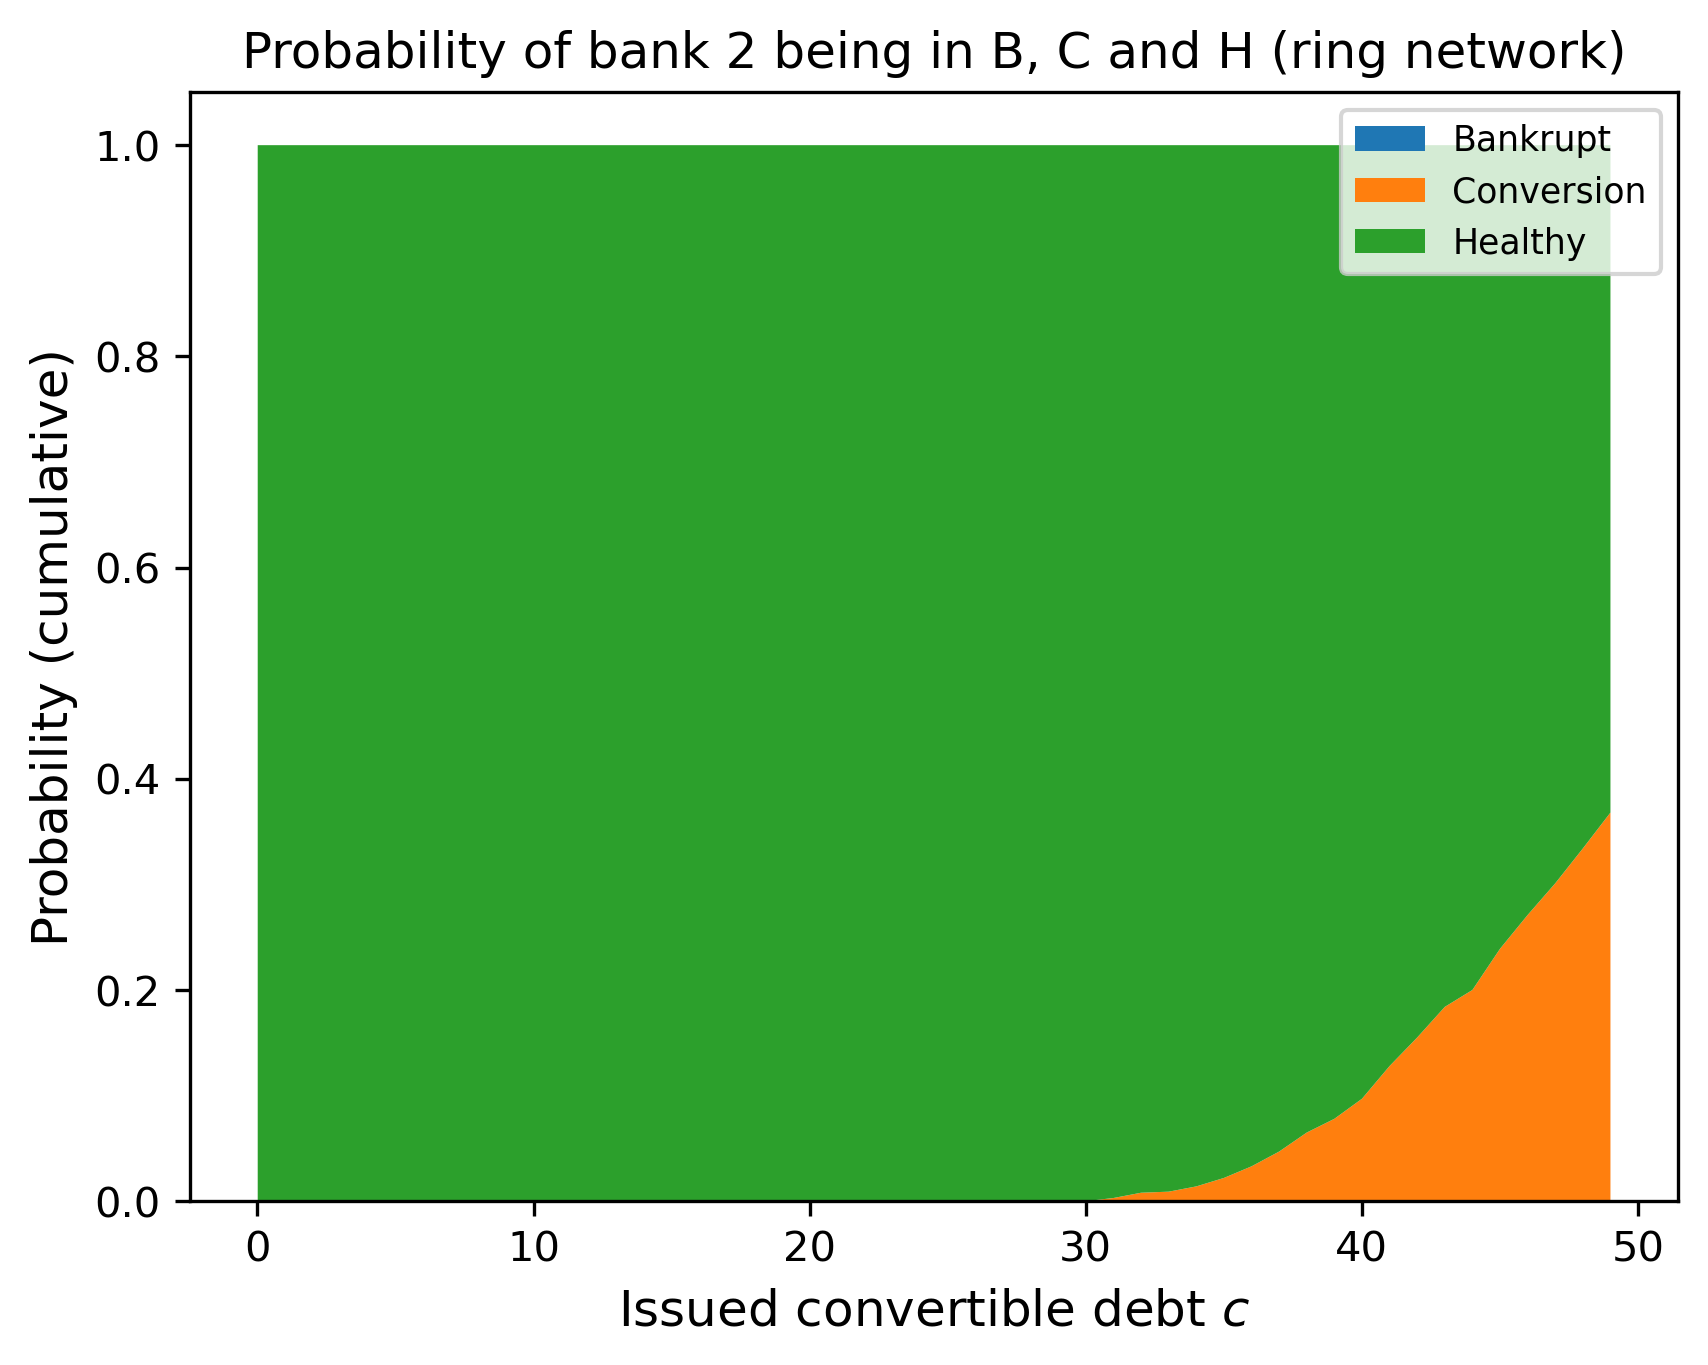 Probability of bank 2 being in B, C and H (ring network)
Bankrupt
Conversion
Healthy
Probability (cumulative)
1.0
0.8
0.6
0.4
0.2
0.0
0 10 20 30 40 50
Issued convertible debt c